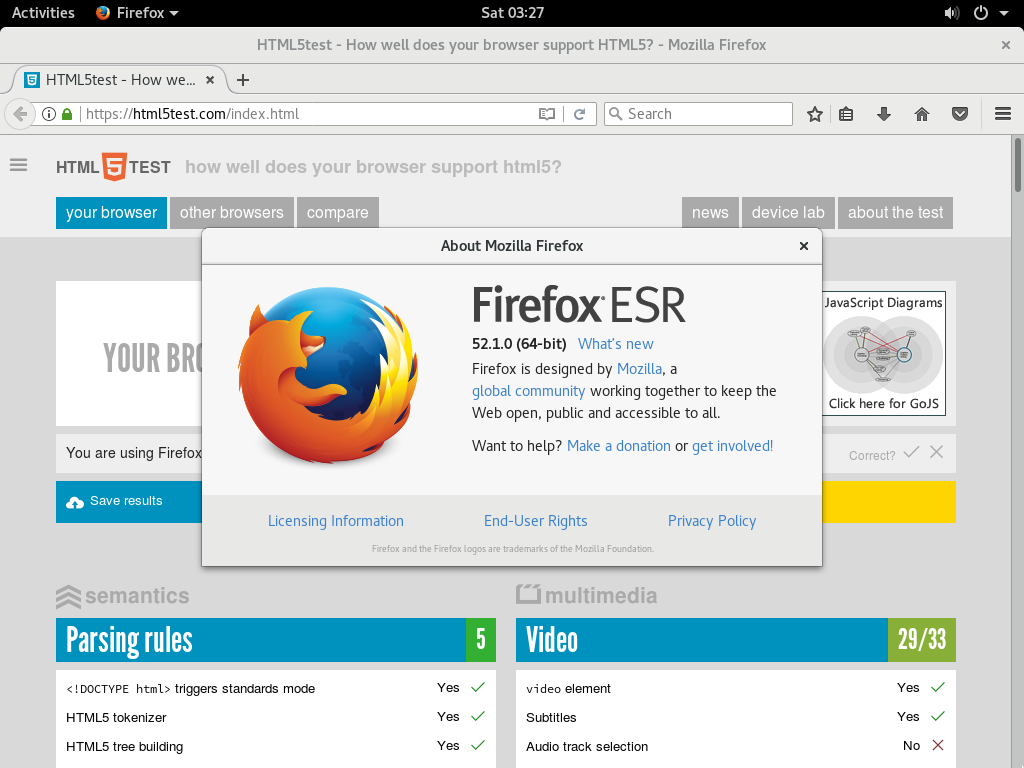 Activities Firefox Sat 03:27
HTML5test - How well does your browser support HTML5? - Mozilla Firefox
HTML5test - How we...
https://html5test.com/index.html Search
HTML 5 TEST how well does your browser support html5?
your browser other browsers compare news device lab about the test
About Mozilla Firefox
Firefox ESR
52.1.0 (64-bit) What's new
Firefox is designed by Mozilla, a
global community working together to keep the
Web open, public and accessible to all.
Want to help? Make a donation or get involved!
Licensing Information End-User Rights Privacy Policy
Firefox and the Firefox logos are trademarks of the Mozilla Foundation.
JavaScript Diagrams
Click here for GoJS
YOUR BRO
You are using Firefox
Correct?
Save results
semantics
Parsing rules 5
<!DOCTYPE html> triggers standards mode Yes
HTML5 tokenizer Yes
HTML5 tree building Yes
multimedia
Video 29/33
video element Yes
Subtitles Yes
Audio track selection No